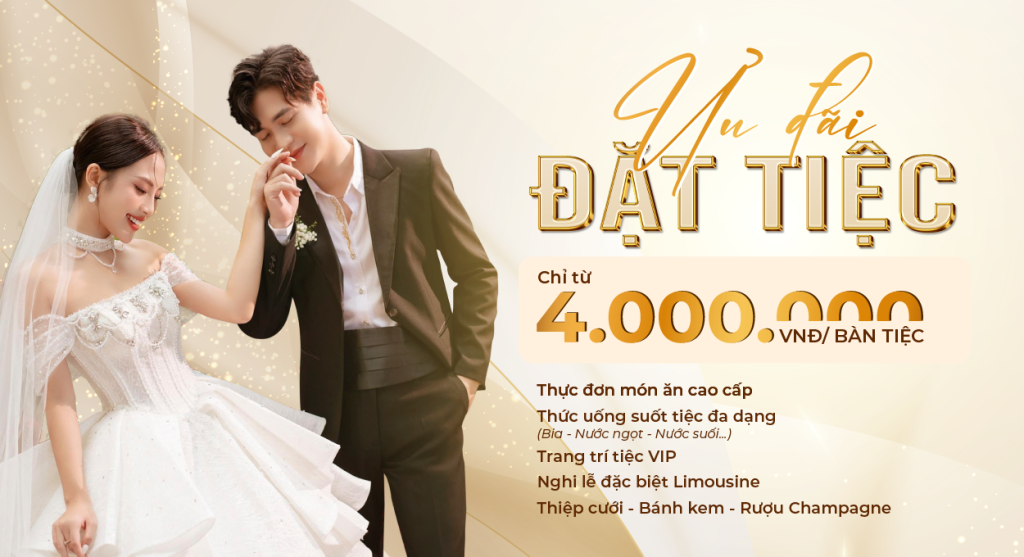 Ưu đãi
ĐẶT TIỆC
Chỉ từ
4.000.000
VNĐ/ BÀN TIỆC
Thực đơn món ăn cao cấp
Thức uống suốt tiệc đa dạng
(Bia - Nước ngọt - Nước suối...)
Trang trí tiệc VIP
Nghi lễ đặc biệt Limousine
Thiệp cưới - Bánh kem - Rượu Champagne